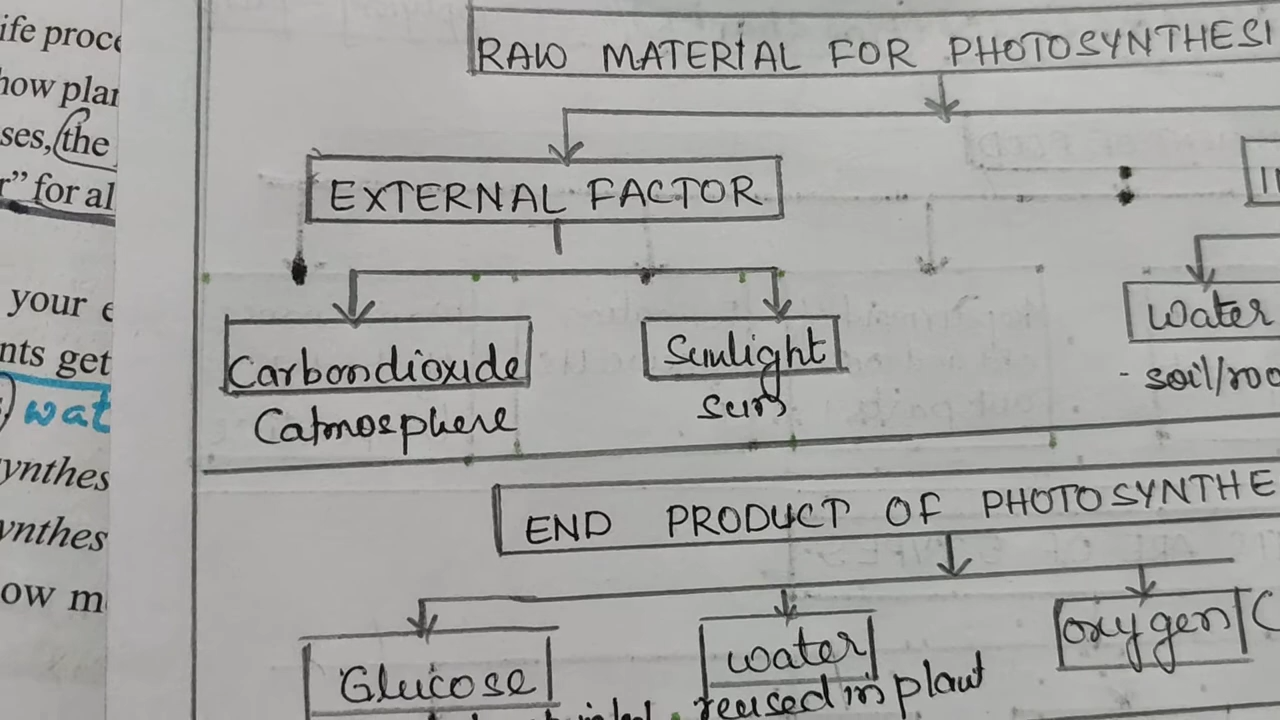 ife proce
how plan
ses, the
r” for al
your e
nts get
wat
ynthes
ynthes
ow m
RAW MATERIAL FOR PHOTOSYNTHESI
EXTERNAL FACTOR
Carbondioxide
Catmosphere
Sunlight
sun
Water
- soil/roo
END PRODUCT OF PHOTOSYNTHE
Glucose
water
reused in plant
oxygen